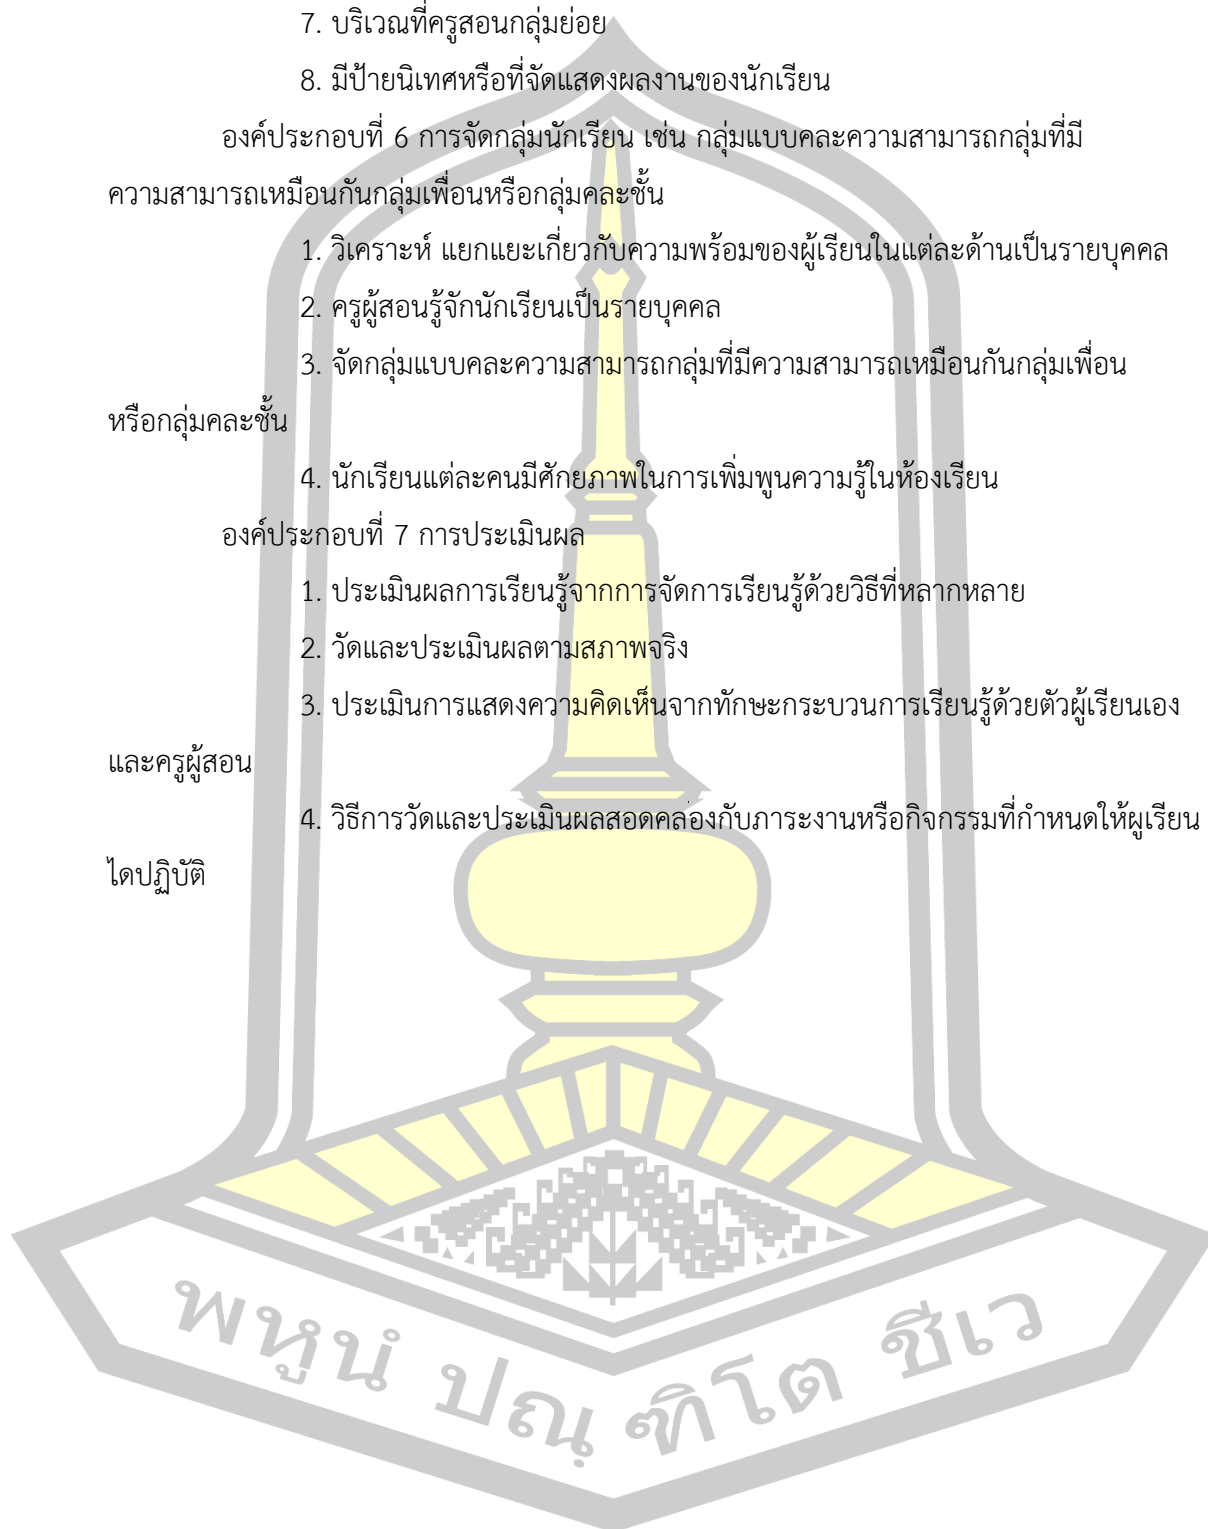 7. บริเวณที่ครูสอนกลุ่มย่อย
8. มีป้ายนิเทศหรือที่จัดแสดงผลงานของนักเรียน
องค์ประกอบที่ 6 การจัดกลุ่มนักเรียน เช่น กลุ่มแบบคละความสามารถกลุ่มที่มี
ความสามารถเหมือนกันกลุ่มเพื่อนหรือกลุ่มคละชั้น
1. วิเคราะห์ แยกแยะเกี่ยวกับความพร้อมของผู้เรียนในแต่ละด้านเป็นรายบุคคล
2. ครูผู้สอนรู้จักนักเรียนเป็นรายบุคคล
3. จัดกลุ่มแบบคละความสามารถกลุ่มที่มีความสามารถเหมือนกันกลุ่มเพื่อน
หรือกลุ่มคละชั้น
4. นักเรียนแต่ละคนมีศักยภาพในการเพิ่มพูนความรู้ในห้องเรียน
องค์ประกอบที่ 7 การประเมินผล
1. ประเมินผลการเรียนรู้จากการจัดการเรียนรู้ด้วยวิธีที่หลากหลาย
2. วัดและประเมินผลตามสภาพจริง
3. ประเมินการแสดงความคิดเห็นจากทักษะกระบวนการเรียนรู้ด้วยตัวผู้เรียนเอง
และครูผู้สอน
4. วิธีการวัดและประเมินผลสอดคล่องกับภาระงานหรือกิจกรรมที่กำหนดให้ผูเรียน
ไดปฏิบัติ
พหูนํ ปณฺฑิโต ชีเว